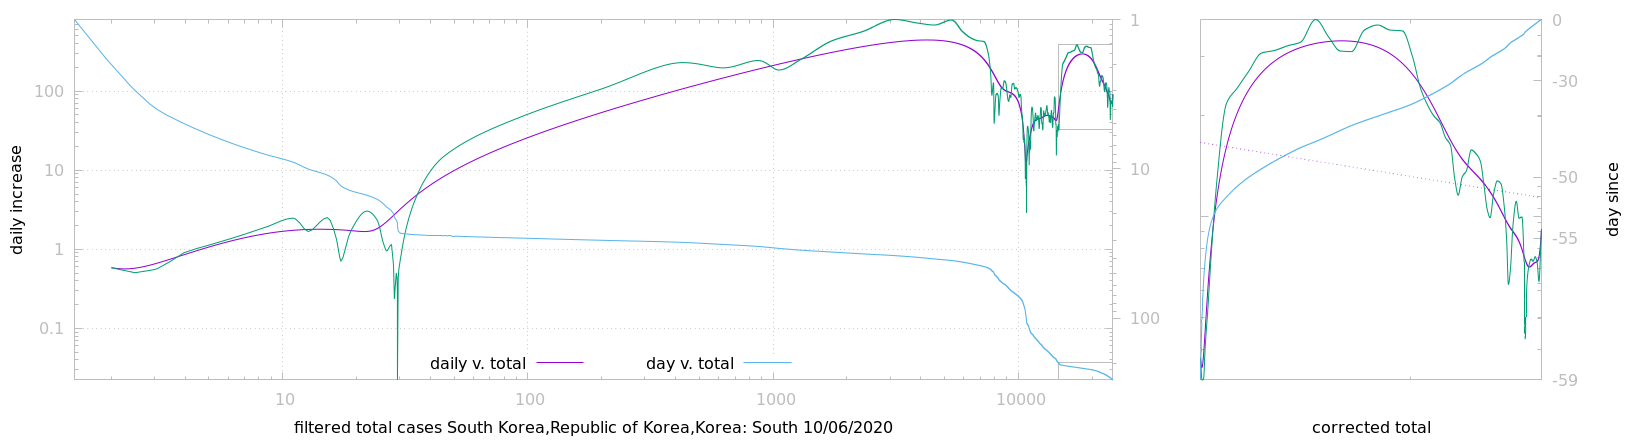 daily increase
100
10
1
0.1
10
100
1000
10000
1
10
100
daily v. total
day v. total
filtered total cases South Korea,Republic of Korea,Korea: South 10/06/2020
0
-30
-50
-55
-59
day since
corrected total